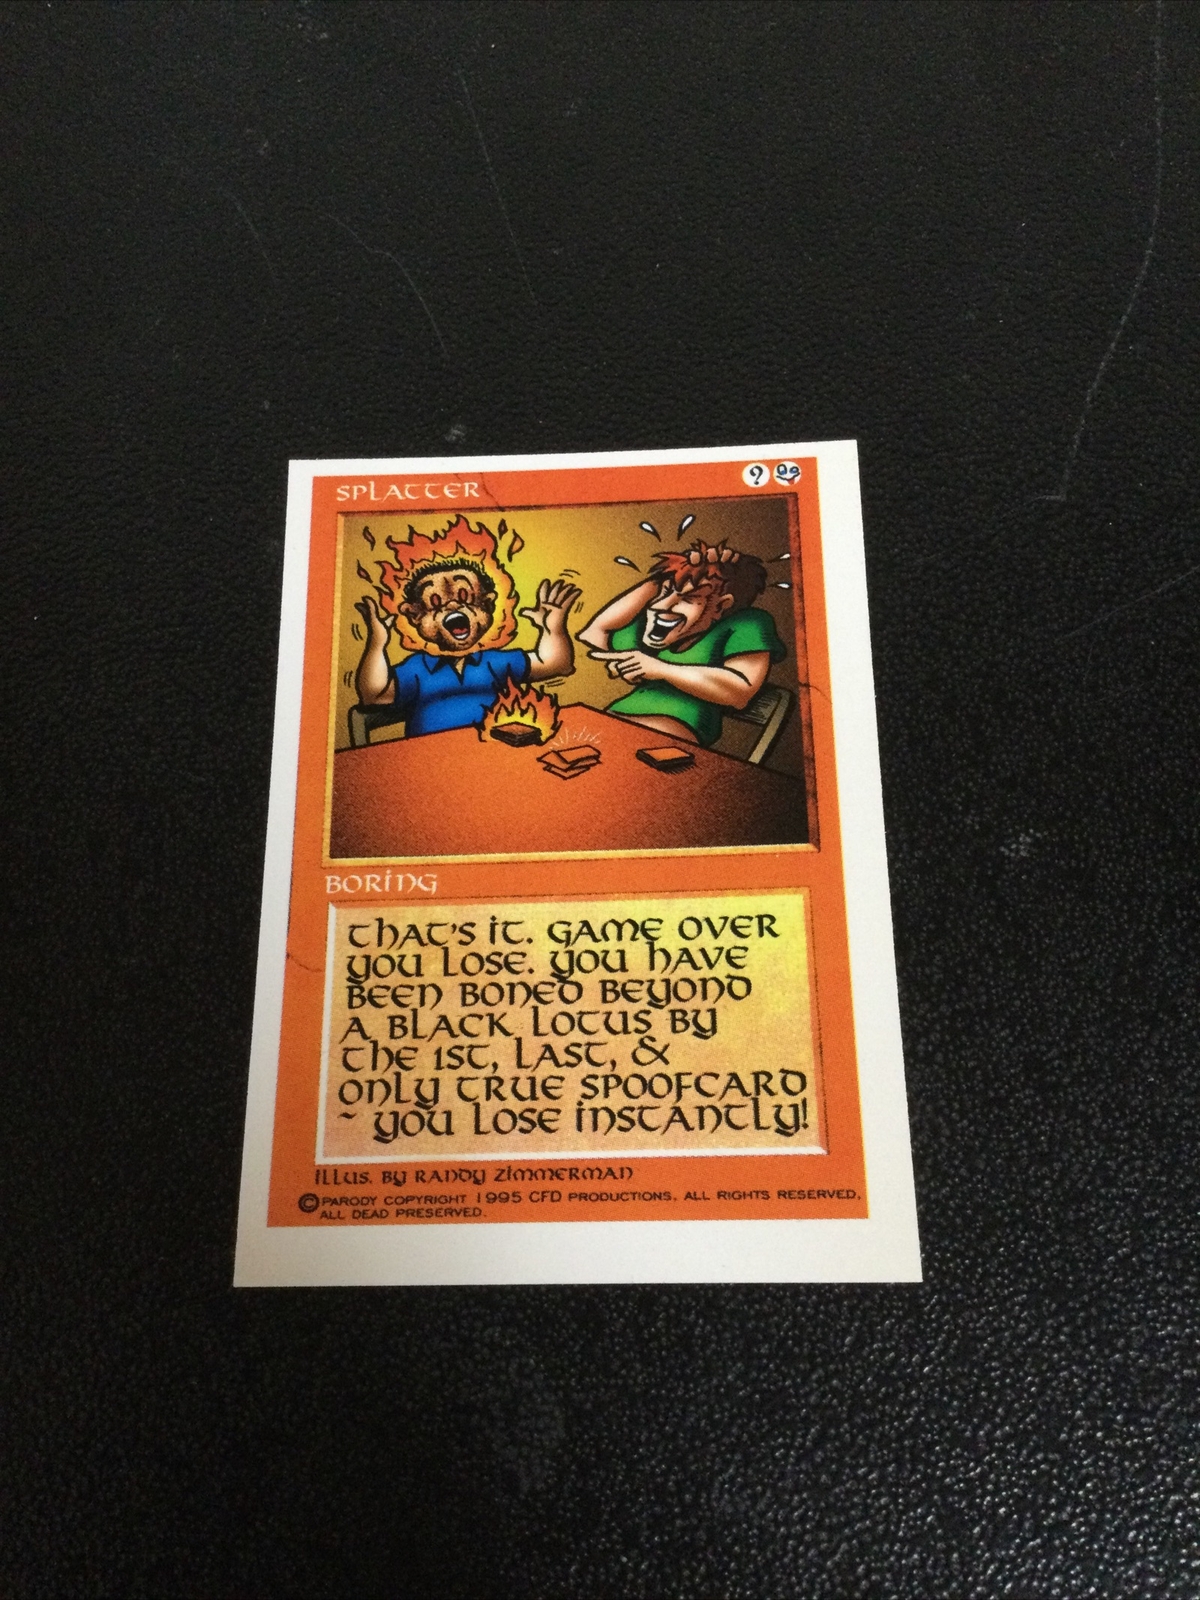 SPLATTER ?
BORING
THAT'S IT. GAME OVER
YOU LOSE. YOU HAVE
BEEN BONED BEYOND
A BLACK LOTUS BY
THE 1ST, LAST, &
ONLY TRUE SPOOFCARD
~ YOU LOSE INSTANTLY!
ILLUS. BY RANDY ZIMMERMAN
©PARODY COPYRIGHT 1995 CFD PRODUCTIONS. ALL RIGHTS RESERVED,
ALL DEAD PRESERVED.